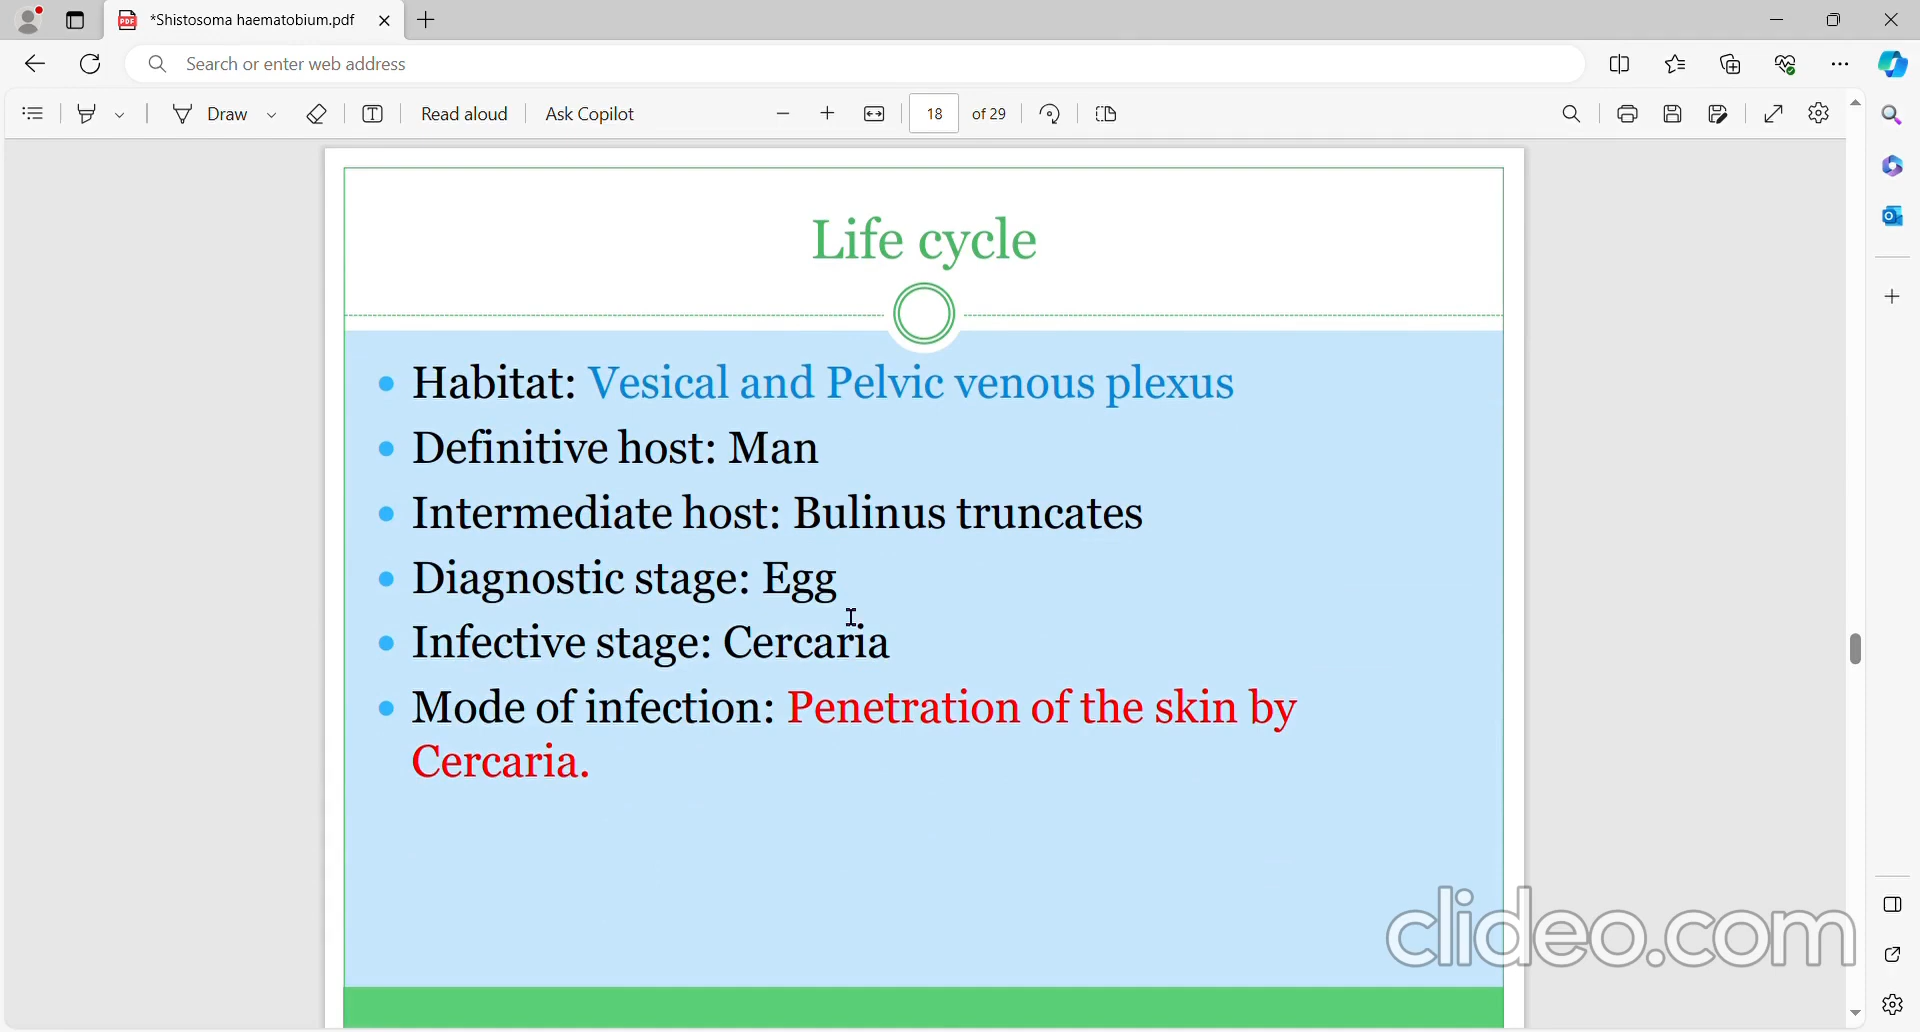 *Shistosoma haematobium.pdf
Search or enter web address
Draw
Read aloud
Ask Copilot
18 of 29
Life cycle
• Habitat: Vesical and Pelvic venous plexus
• Definitive host: Man
• Intermediate host: Bulinus truncates
• Diagnostic stage: Egg
• Infective stage: Cercaria
• Mode of infection: Penetration of the skin by
Cercaria.
clideo.com